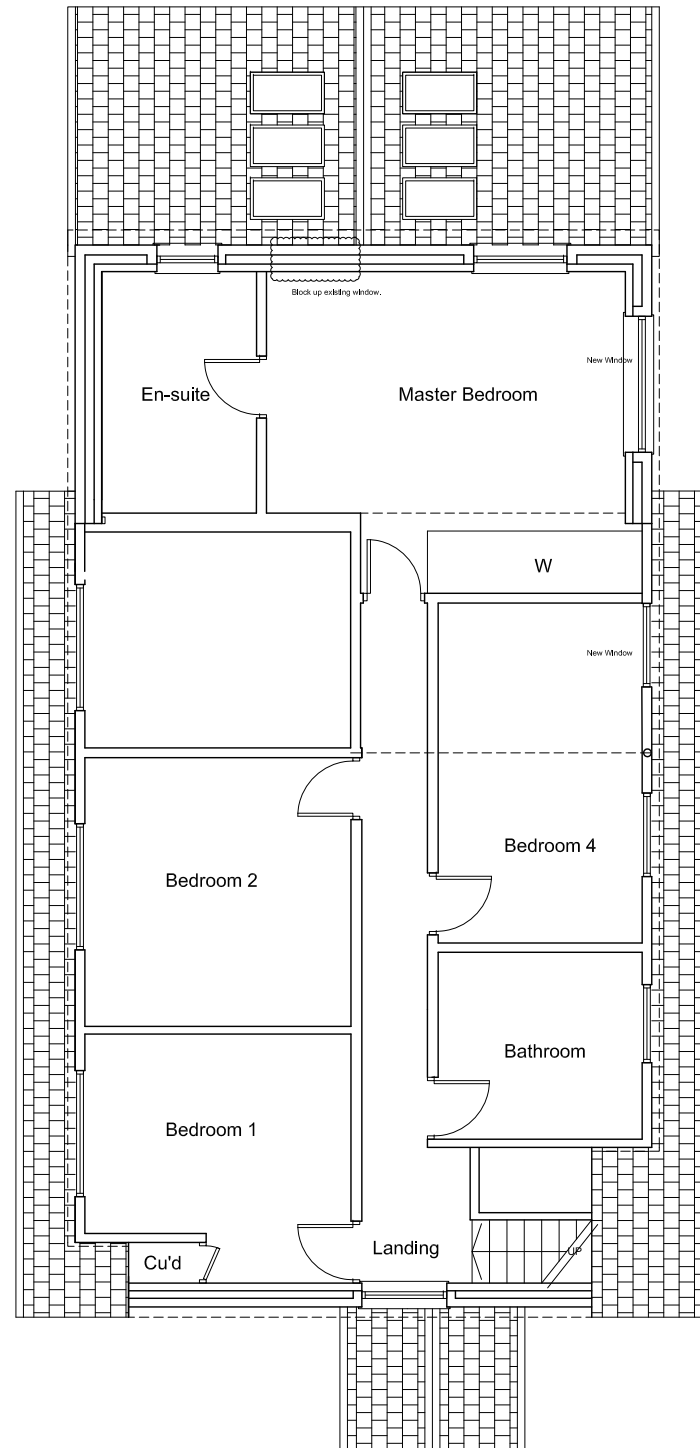 Block up existing window.
New Window
En-suite
Master Bedroom
W
New Window
Bedroom 4
Bedroom 2
Bathroom
Bedroom 1
Landing
Cu'd
UP